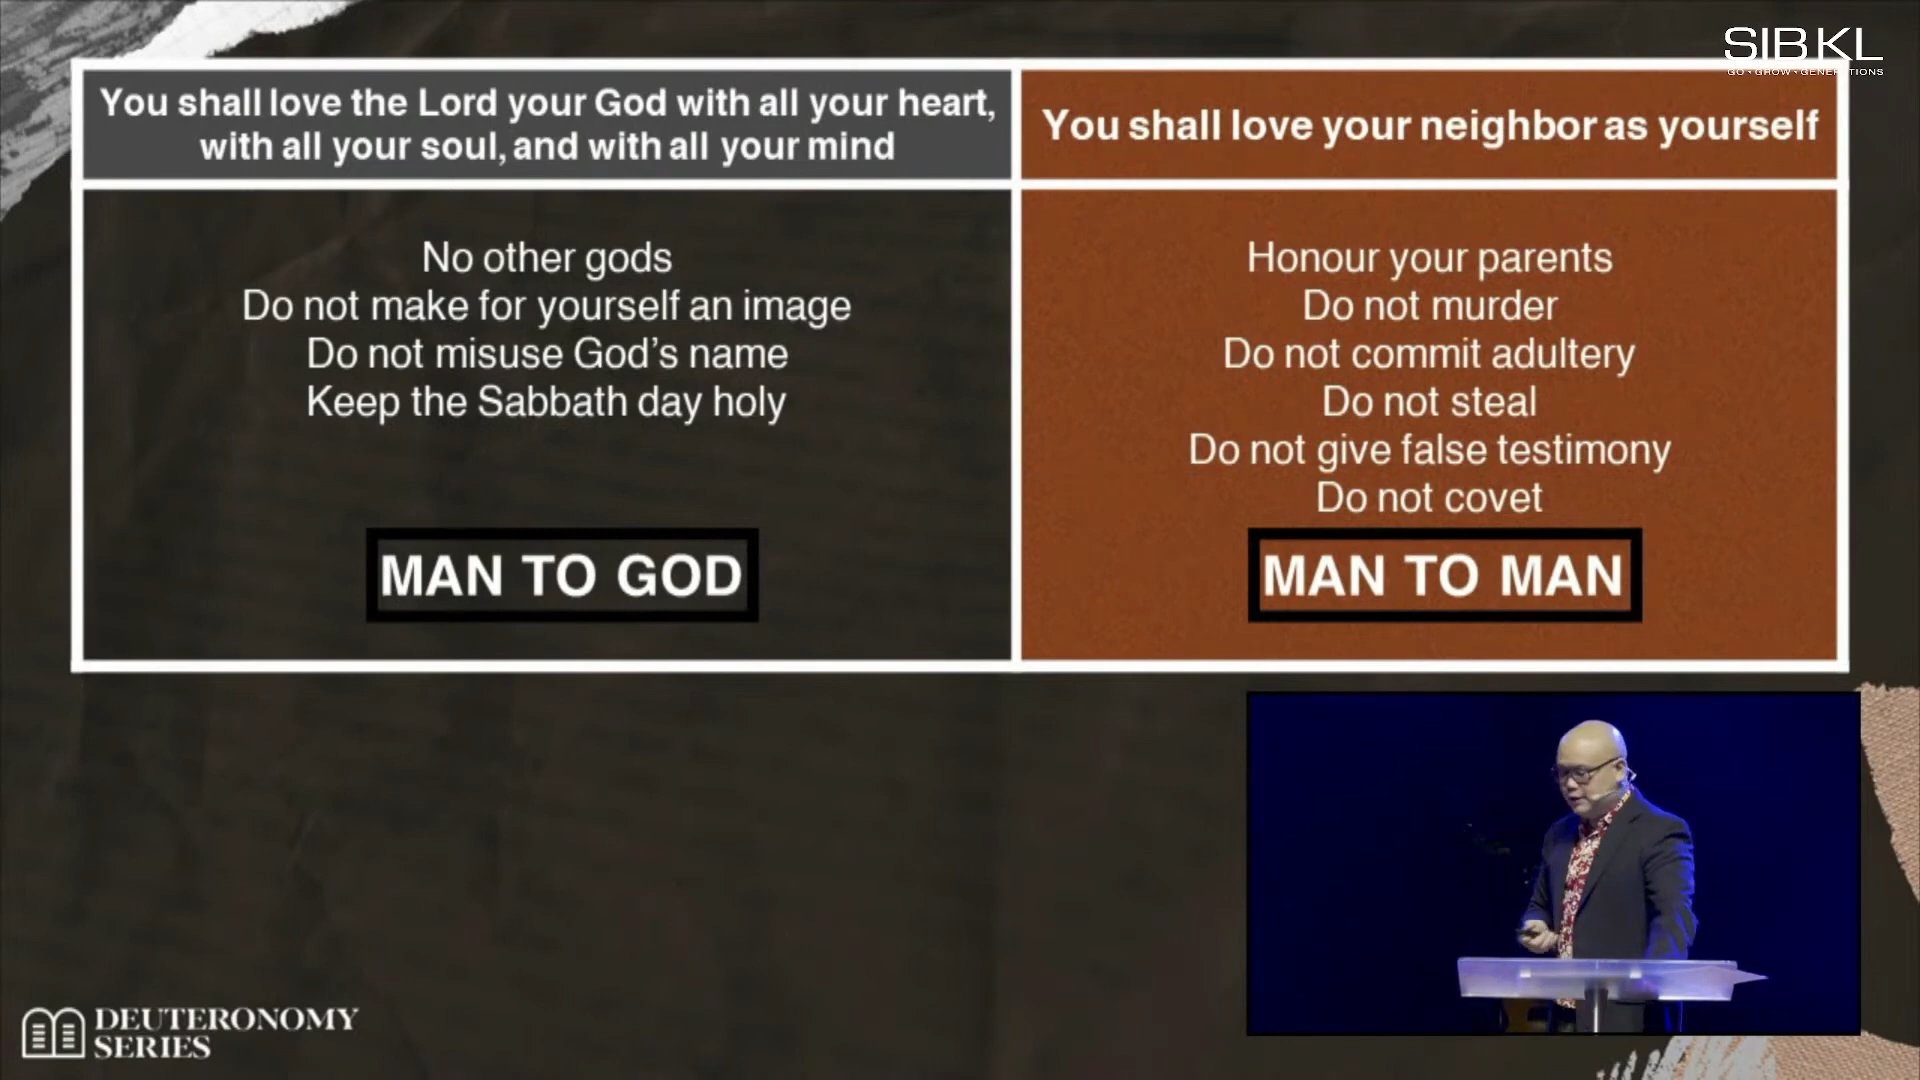 SIBKL
GO • GROW • GENERATIONS
You shall love the Lord your God with all your heart,
with all your soul, and with all your mind
No other gods
Do not make for yourself an image
Do not misuse God's name
Keep the Sabbath day holy
MAN TO GOD
You shall love your neighbor as yourself
Honour your parents
Do not murder
Do not commit adultery
Do not steal
Do not give false testimony
Do not covet
MAN TO MAN
DEUTERONOMY
SERIES